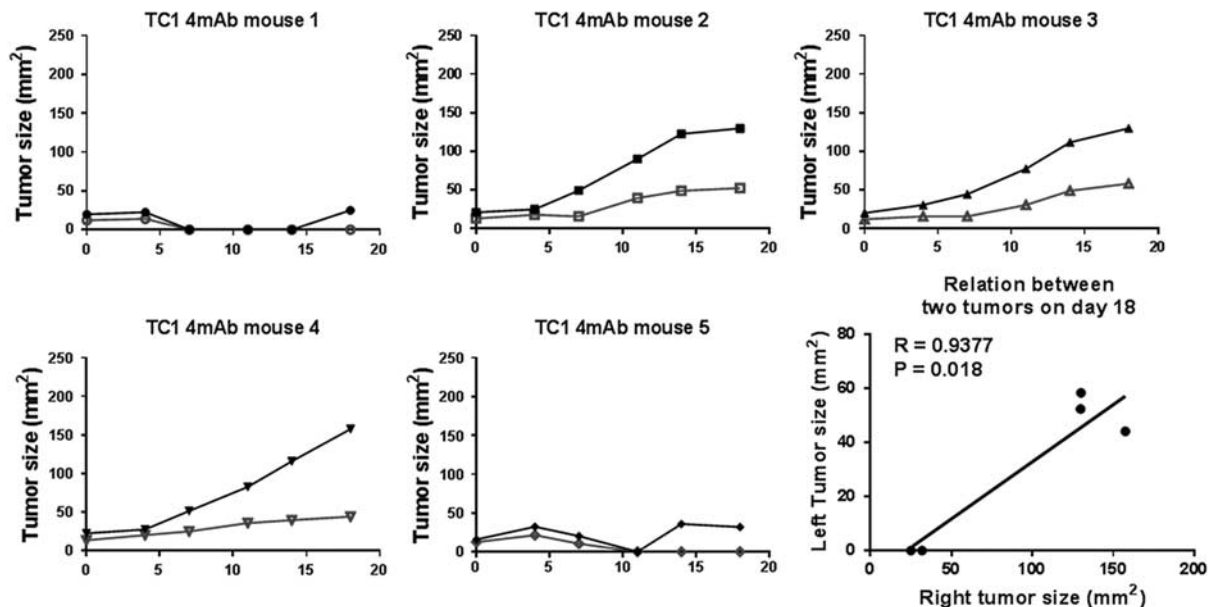 TC1 4mAb mouse 1
Tumor size (mm²)
250
200
150
100
50
0
0 5 10 15 20
TC1 4mAb mouse 2
Tumor size (mm²)
250
200
150
100
50
0
0 5 10 15 20
TC1 4mAb mouse 3
Tumor size (mm²)
250
200
150
100
50
0
0 5 10 15 20
TC1 4mAb mouse 4
Tumor size (mm²)
250
200
150
100
50
0
0 5 10 15 20
TC1 4mAb mouse 5
Tumor size (mm²)
250
200
150
100
50
0
0 5 10 15 20
Relation between
two tumors on day 18
Left Tumor size (mm²)
80
60
40
20
0
R = 0.9377
P = 0.018
0 50 100 150 200
Right tumor size (mm²)